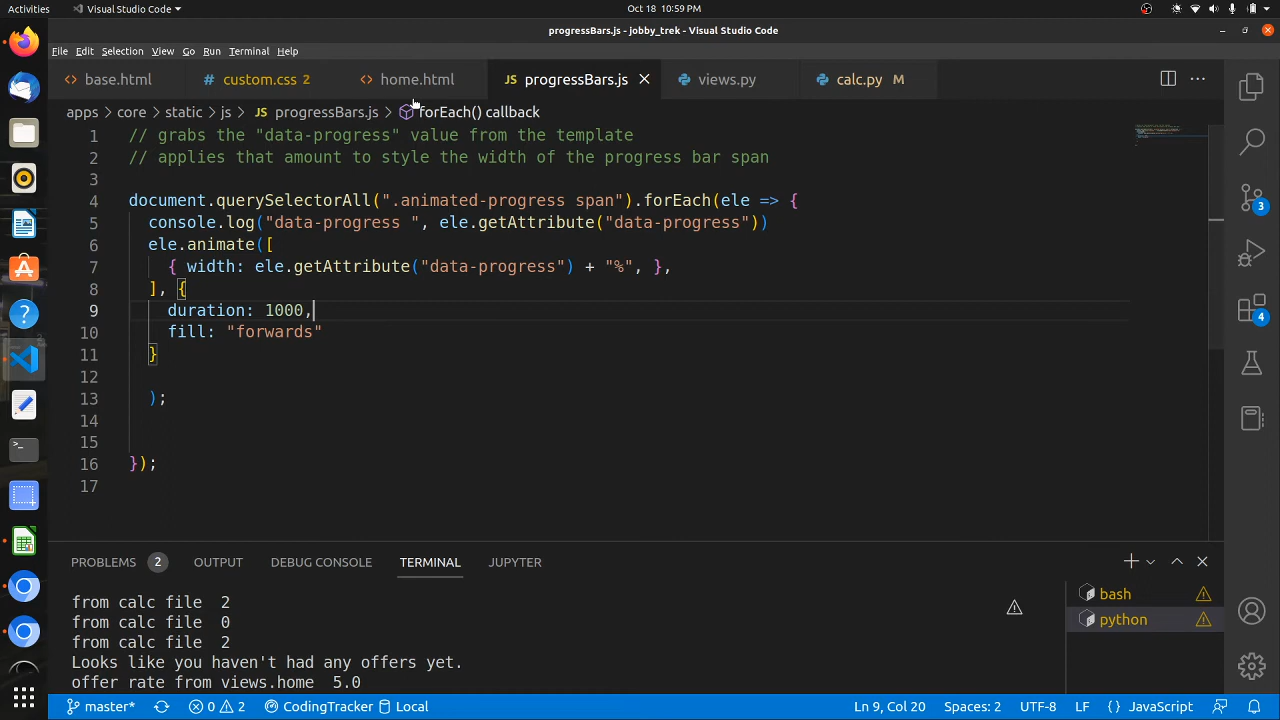 Activities
Visual Studio Code
Oct 18 10:59 PM
progressBars.js - jobby_trek - Visual Studio Code
File Edit Selection View Go Run Terminal Help
base.html
custom.css 2
home.html
JS progressBars.js
views.py
calc.py M
apps > core > static > js > JS progressBars.js > forEach() callback
1 // grabs the "data-progress" value from the template
2 // applies that amount to style the width of the progress bar span
3
4 document.querySelectorAll(".animated-progress span").forEach(ele => {
5 console.log("data-progress ", ele.getAttribute("data-progress"))
6 ele.animate([
7 { width: ele.getAttribute("data-progress") + "%", },
8 ], {
9 duration: 1000,
10 fill: "forwards"
11 }
12
13 );
14
15
16 });
17
3
4
PROBLEMS 2 OUTPUT DEBUG CONSOLE TERMINAL JUPYTER
from calc file  2
from calc file  0
from calc file  2
Looks like you haven't had any offers yet.
offer rate from views.home  5.0
bash
python
master* 0 2 CodingTracker Local
Ln 9, Col 20 Spaces: 2 UTF-8 LF {} JavaScript